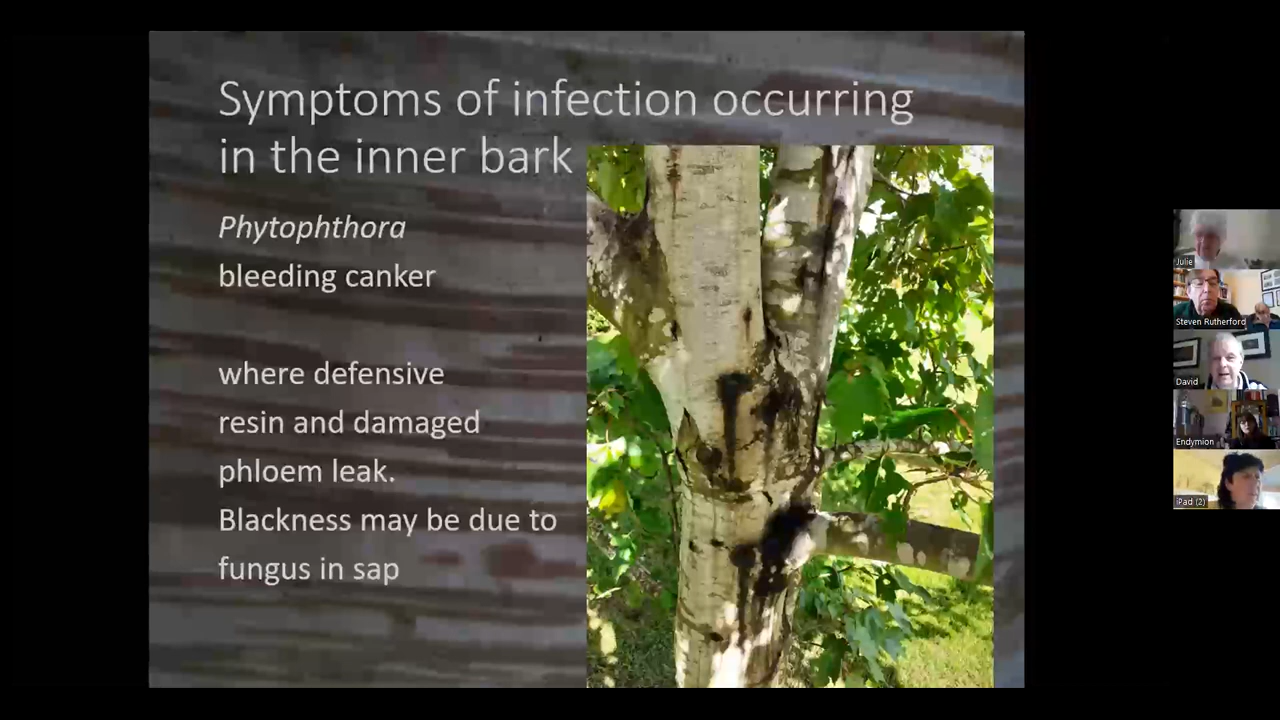 Symptoms of infection occurring
in the inner bark
Phytophthora
bleeding canker
where defensive
resin and damaged
phloem leak.
Blackness may be due to
fungus in sap
Julie
Steven Rutherford
David
Endymion
iPad (2)